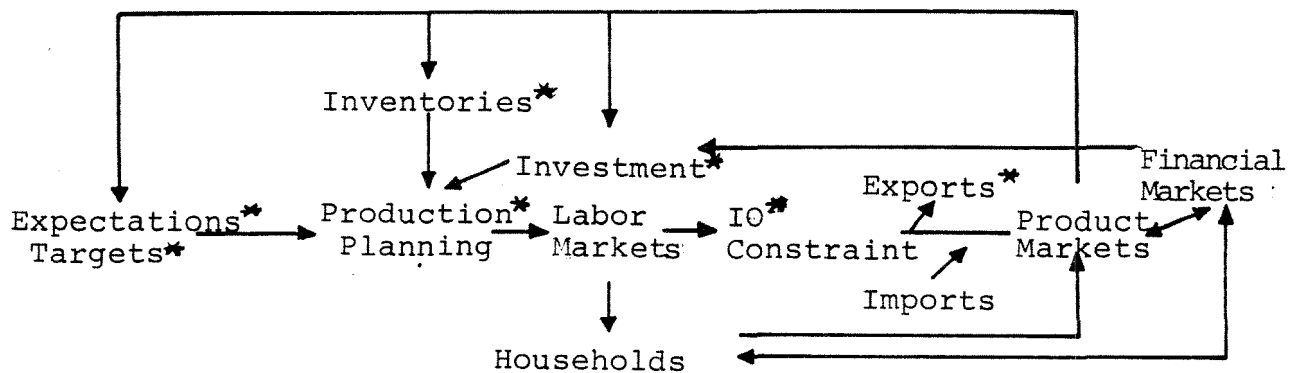 Inventories*
Investment*
Financial
Markets
Exports*
Expectations*
Targets*
Production*
Planning
Labor
Markets
IO*
Constraint
Product
Markets
Imports
Households